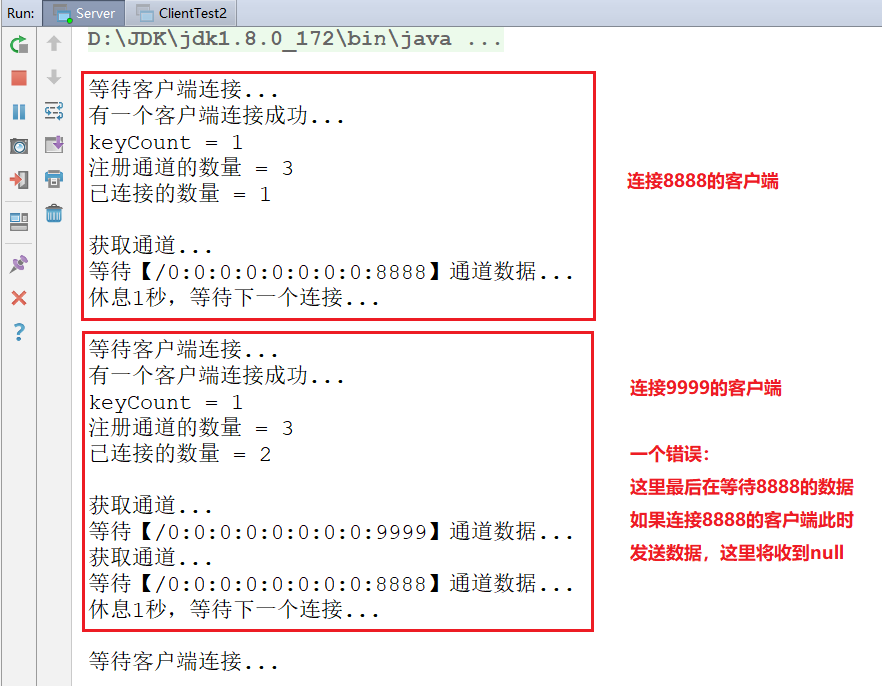 Run: Server ClientTest2
D:\JDK\jdk1.8.0_172\bin\java ...
等待客户端连接...
有一个客户端连接成功...
keyCount = 1
注册通道的数量 = 3
已连接的数量 = 1
获取通道...
等待【/0:0:0:0:0:0:0:0:8888】通道数据...
休息1秒，等待下一个连接...
连接8888的客户端
等待客户端连接...
有一个客户端连接成功...
keyCount = 1
注册通道的数量 = 3
已连接的数量 = 2
获取通道...
等待【/0:0:0:0:0:0:0:0:9999】通道数据...
获取通道...
等待【/0:0:0:0:0:0:0:0:8888】通道数据...
休息1秒，等待下一个连接...
连接9999的客户端
一个错误：
这里最后在等待8888的数据
如果连接8888的客户端此时
发送数据，这里将收到null
等待客户端连接...